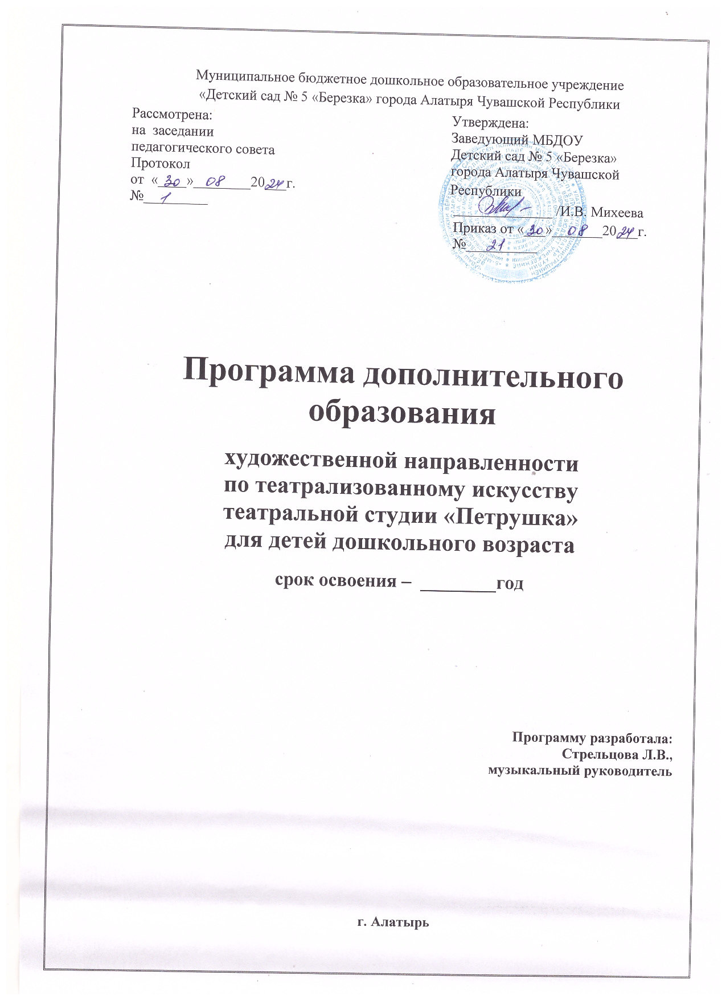 Муниципальное бюджетное дошкольное образовательное учреждение
«Детский сад № 5 «Березка» города Алатыря Чувашской Республики
Рассмотрена:
на заседании
педагогического совета
Протокол
от «30» 08 2024 г.
№ 1
Утверждена:
Заведующий МБДОУ
Детский сад № 5 «Березка»
города Алатыря Чувашской
Республики
/И.В. Михеева
Приказ от «30» 08 2024 г.
№ 21
Программа дополнительного
образования
художественной направленности
по театрализованному искусству
театральной студии «Петрушка»
для детей дошкольного возраста
срок освоения – ________год
Программу разработала:
Стрельцова Л.В.,
музыкальный руководитель
г. Алатырь